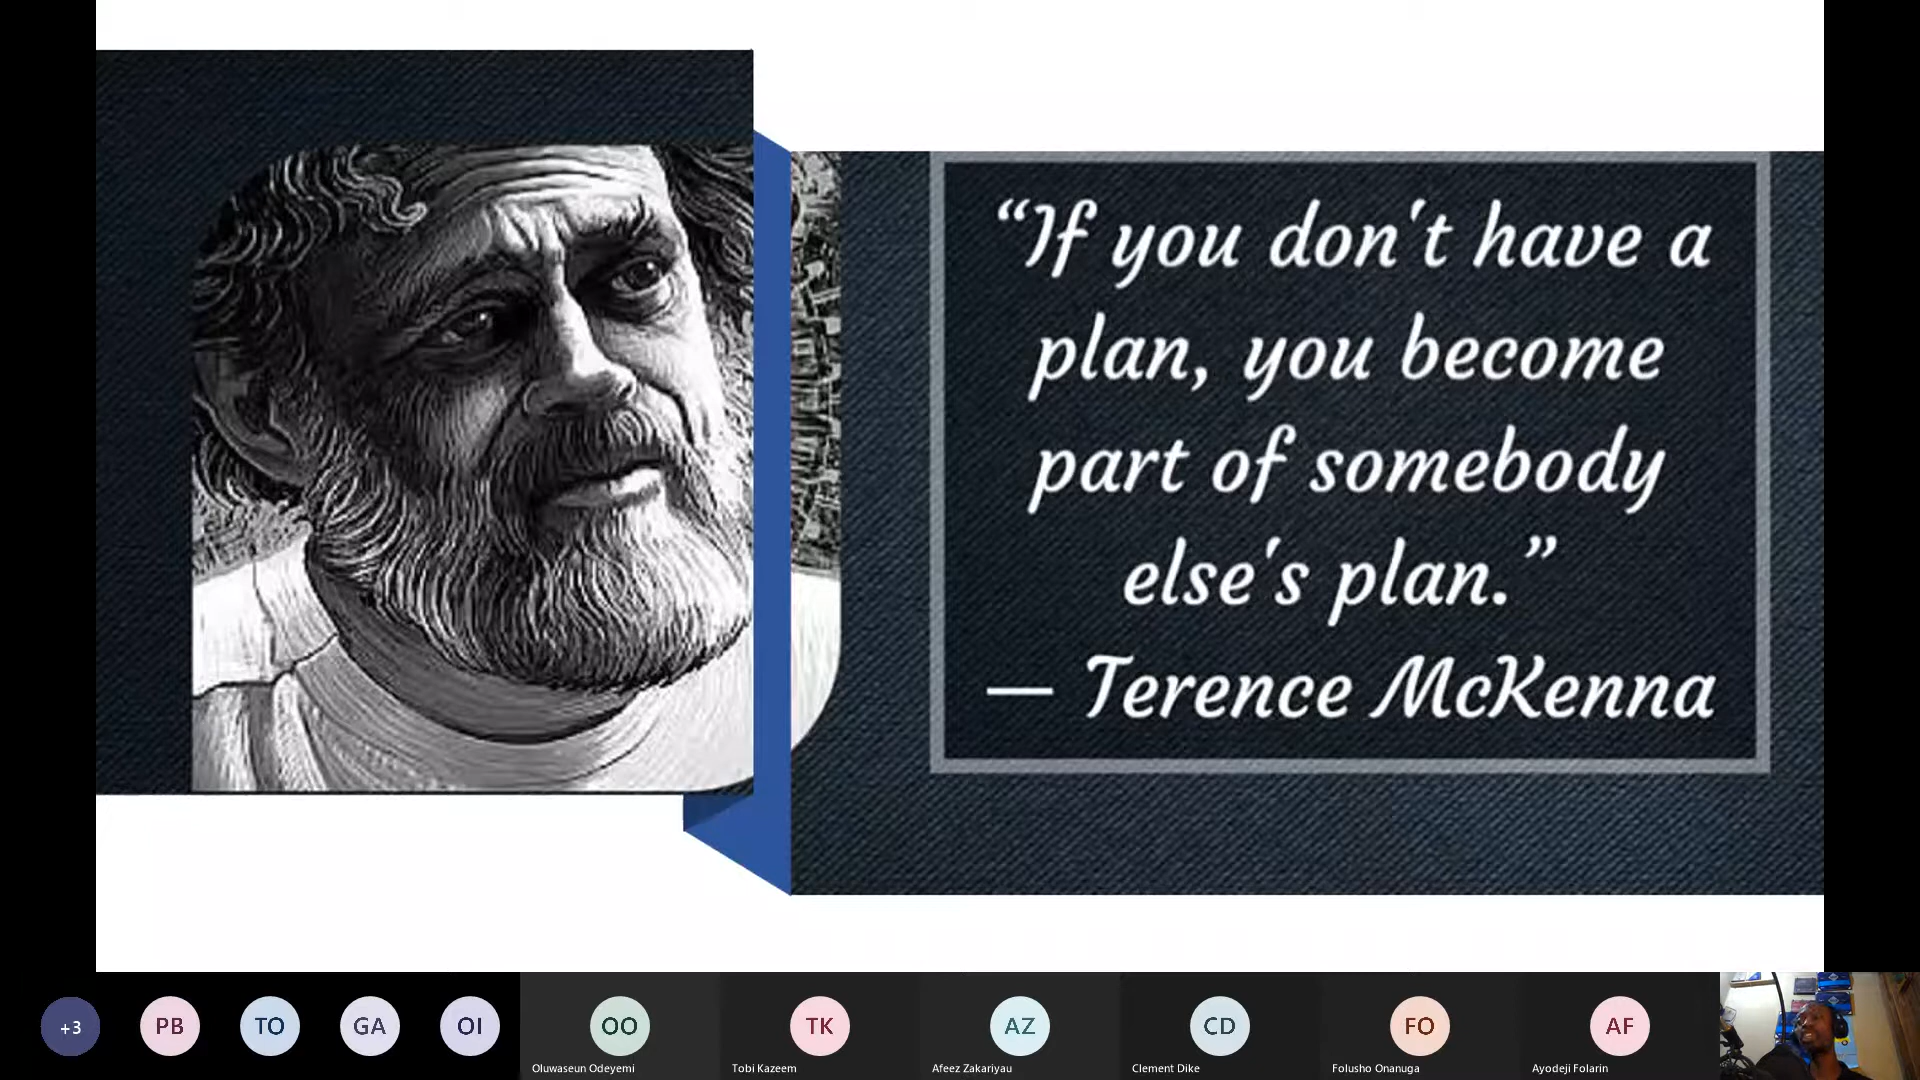 “If you don't have a
plan, you become
part of somebody
else's plan.”
— Terence McKenna
+3
PB
TO
GA
OI
OO
TK
AZ
CD
FO
AF
Oluwaseun Odeyemi
Tobi Kazeem
Afeez Zakariyau
Clement Dike
Folusho Onanuga
Ayodeji Folarin